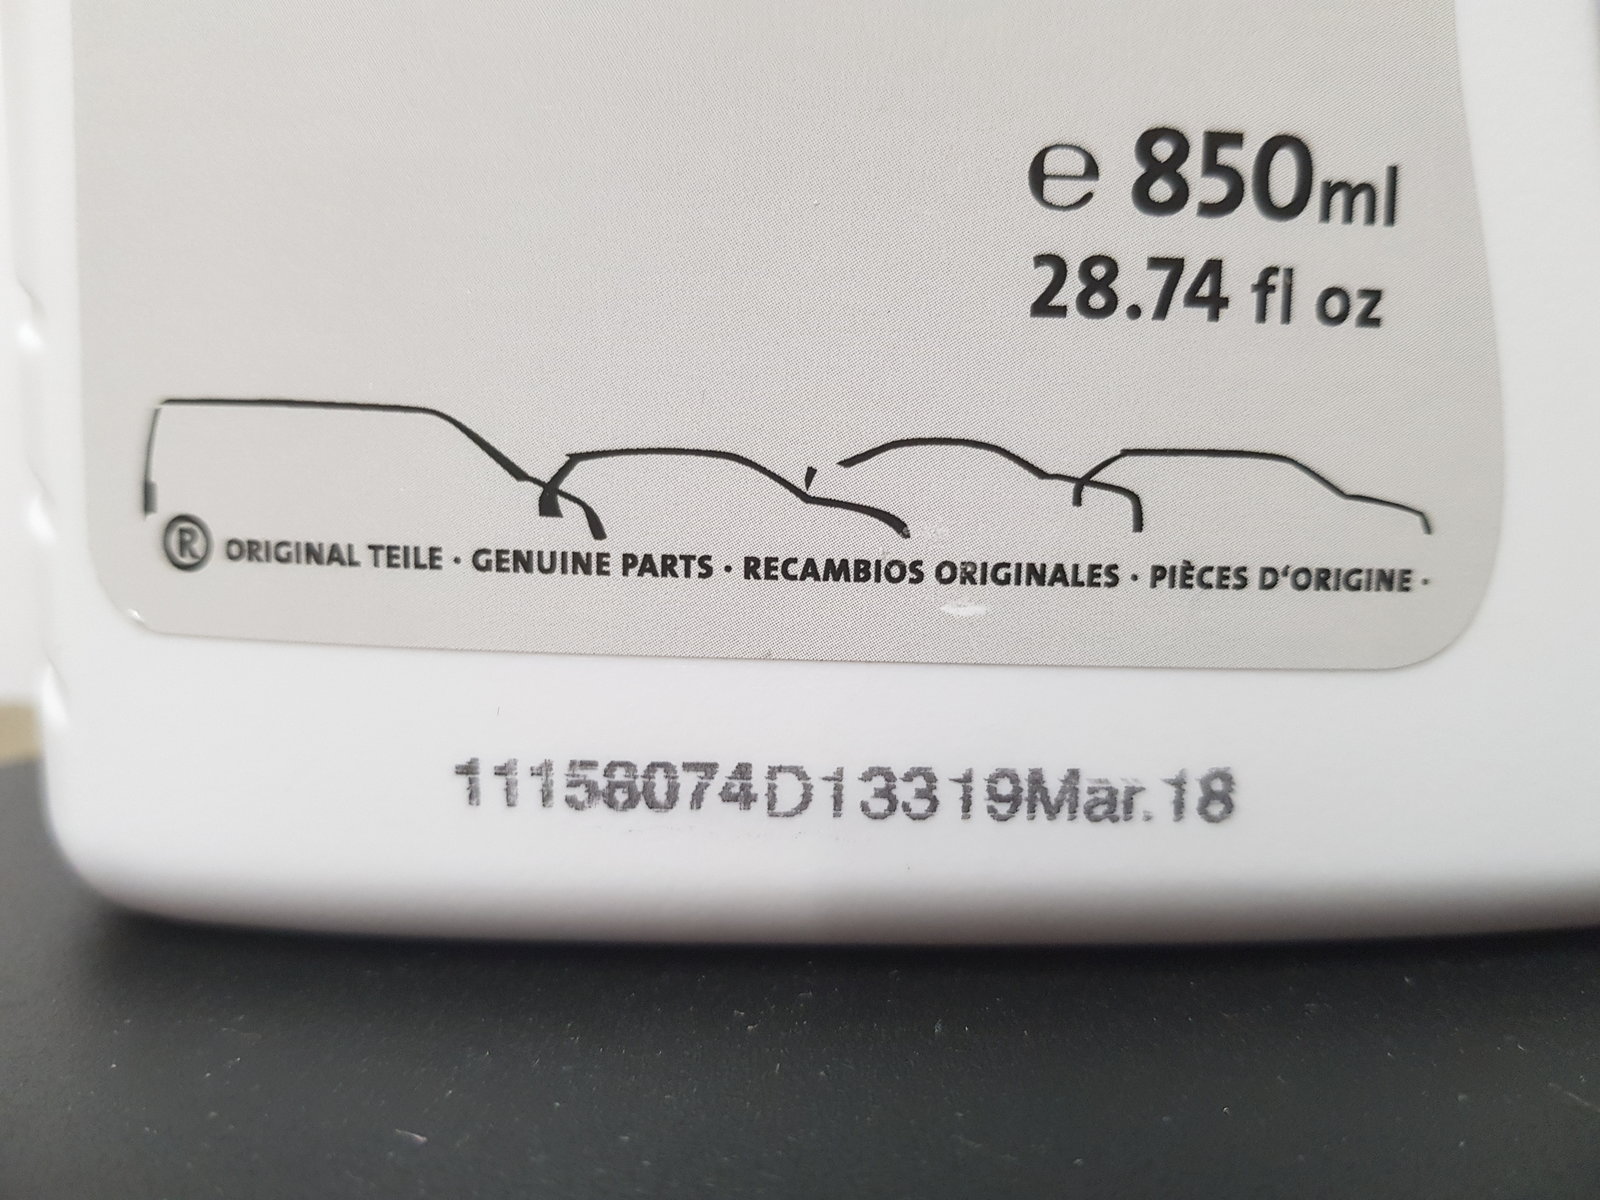 ℮ 850ml
28.74 fl oz
® ORIGINAL TEILE · GENUINE PARTS · RECAMBIOS ORIGINALES · PIÈCES D‘ORIGINE ·
11158074D13319Mar.18